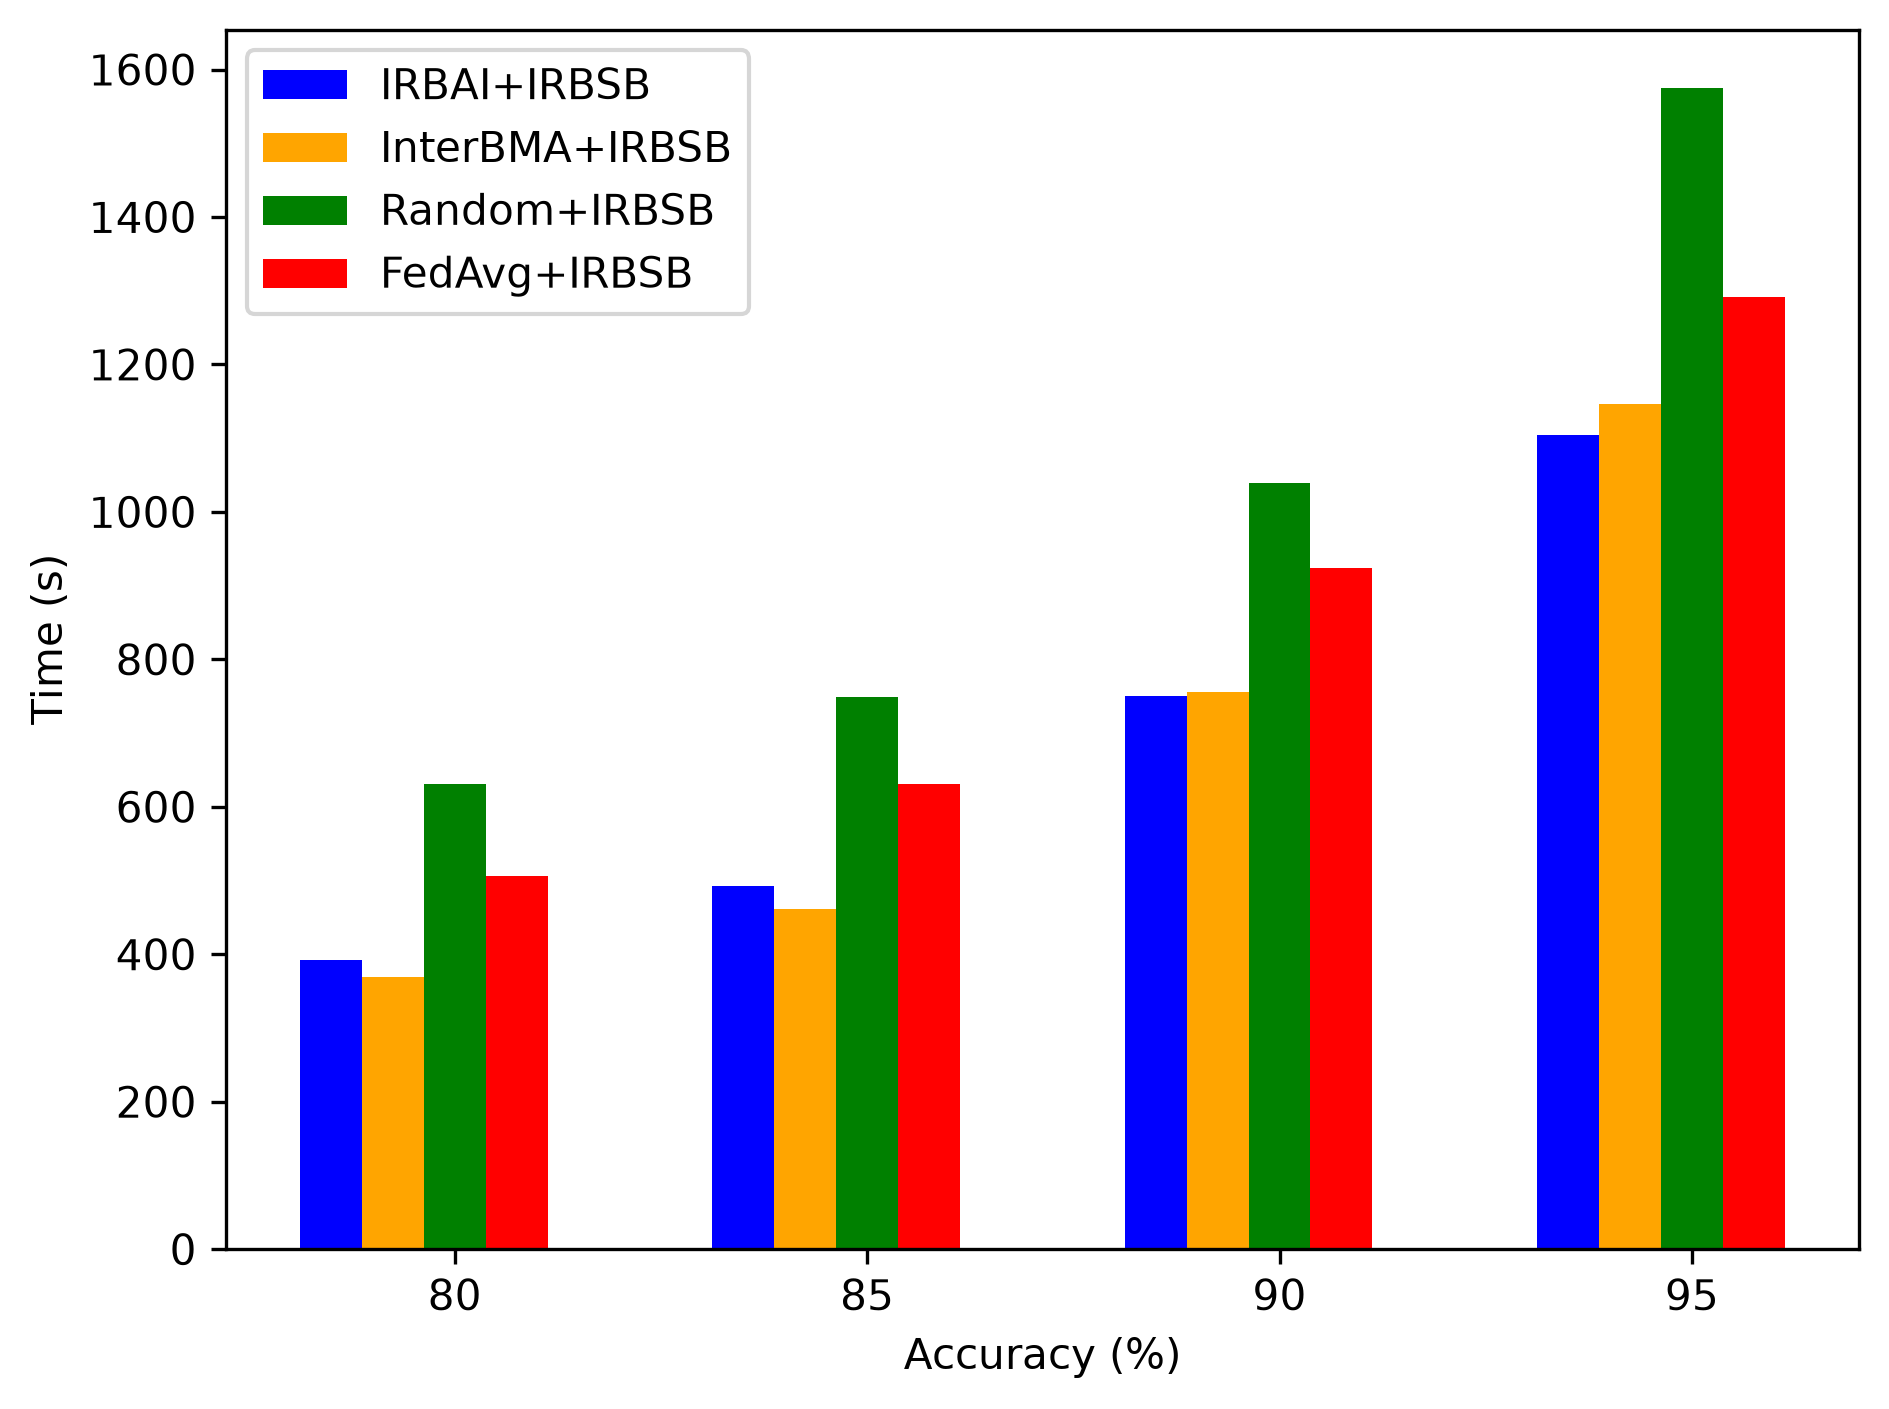 IRBAI+IRBSB
InterBMA+IRBSB
Random+IRBSB
FedAvg+IRBSB
1600
1400
1200
1000
800
600
400
200
0
Time (s)
80 85 90 95
Accuracy (%)